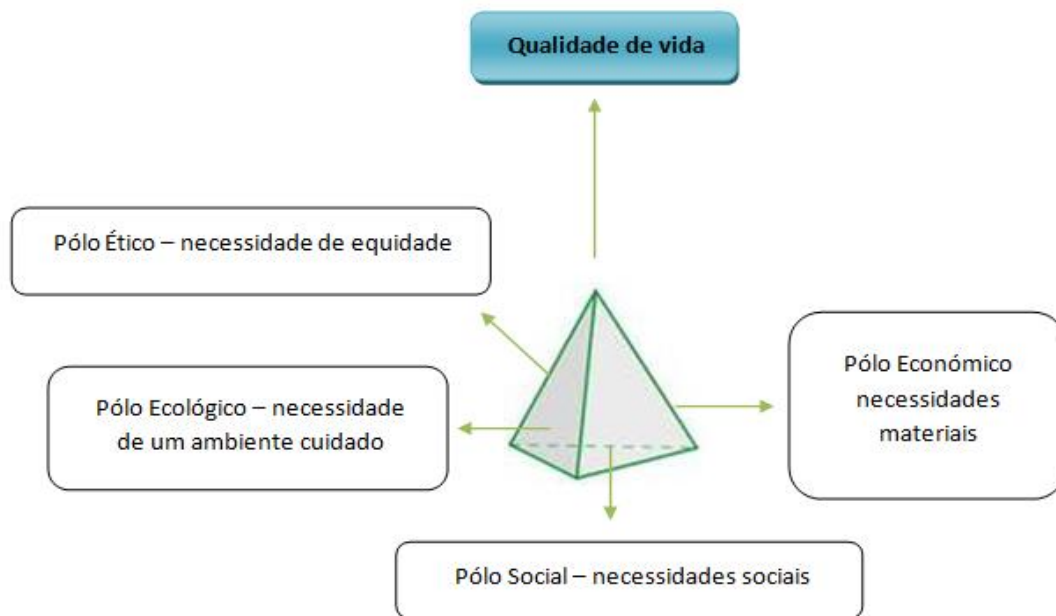 Qualidade de vida
Pólo Ético – necessidade de equidade
Pólo Ecológico – necessidade
de um ambiente cuidado
Pólo Económico
necessidades
materiais
Pólo Social – necessidades sociais